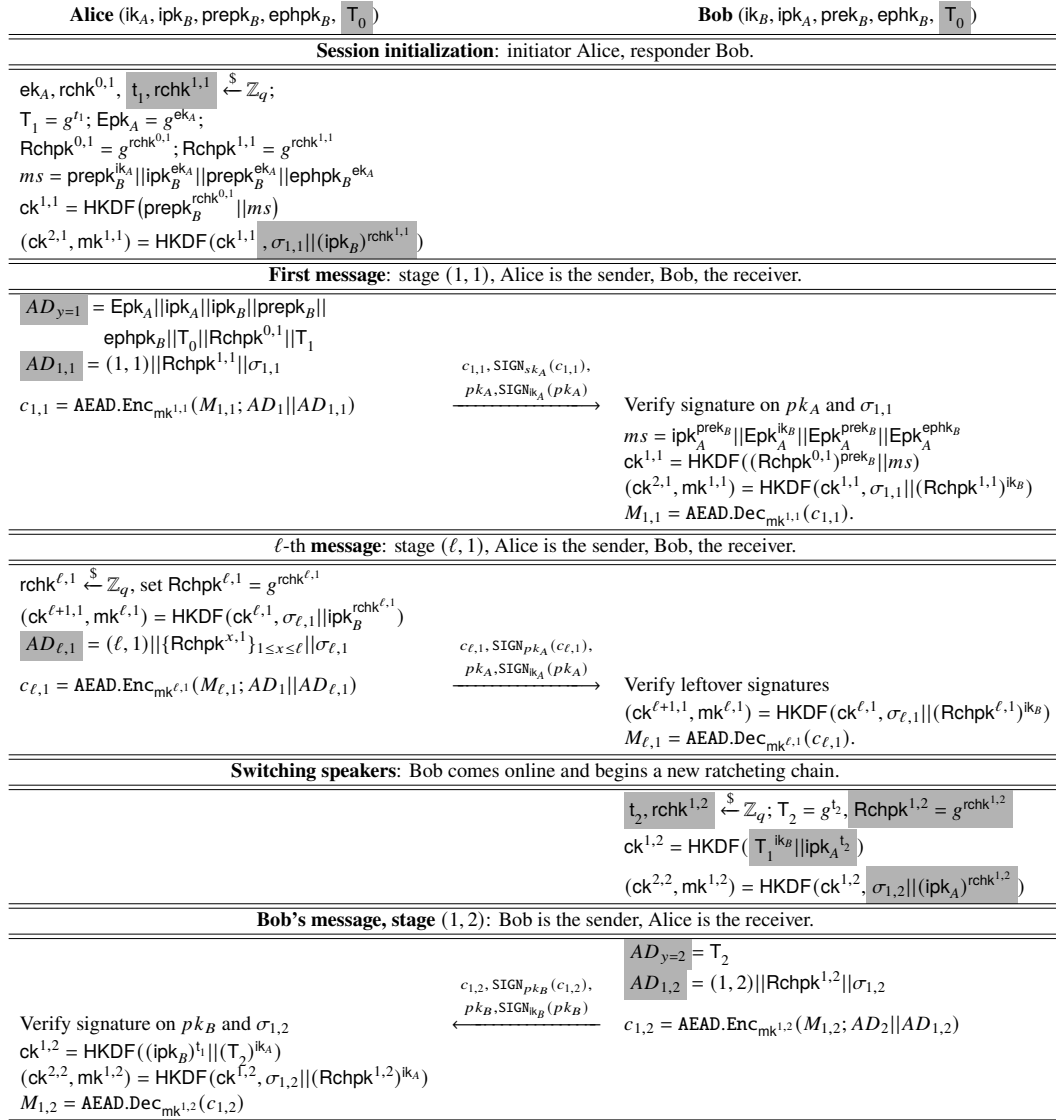 Alice (ik_A, ipk_B, prepk_B, ephpk_B, T_0) Bob (ik_B, ipk_A, prek_B, ephk_B, T_0)
Session initialization: initiator Alice, responder Bob.
ek_A, rchk^{0,1}, t_1, rchk^{1,1} ←$ ℤ_q;
T_1 = g^{t_1}; Epk_A = g^{ek_A};
Rchpk^{0,1} = g^{rchk^{0,1}}; Rchpk^{1,1} = g^{rchk^{1,1}}
ms = prepk_B^{ik_A}||ipk_B^{ek_A}||prepk_B^{ek_A}||ephpk_B^{ek_A}
ck^{1,1} = HKDF(prepk_B^{rchk^{0,1}}||ms)
(ck^{2,1}, mk^{1,1}) = HKDF(ck^{1,1}, σ_{1,1}||(ipk_B)^{rchk^{1,1}})
First message: stage (1, 1), Alice is the sender, Bob, the receiver.
AD_{y=1} = Epk_A||ipk_A||ipk_B||prepk_B||
ephpk_B||T_0||Rchpk^{0,1}||T_1
AD_{1,1} = (1, 1)||Rchpk^{1,1}||σ_{1,1}
c_{1,1}, SIGN_{sk_A}(c_{1,1}),
pk_A, SIGN_{ik_A}(pk_A)
c_{1,1} = AEAD.Enc_{mk^{1,1}}(M_{1,1}; AD_1||AD_{1,1}) ⟶ Verify signature on pk_A and σ_{1,1}
ms = ipk_A^{prek_B}||Epk_A^{ik_B}||Epk_A^{prek_B}||Epk_A^{ephk_B}
ck^{1,1} = HKDF((Rchpk^{0,1})^{prek_B}||ms)
(ck^{2,1}, mk^{1,1}) = HKDF(ck^{1,1}, σ_{1,1}||(Rchpk^{1,1})^{ik_B})
M_{1,1} = AEAD.Dec_{mk^{1,1}}(c_{1,1}).
ℓ-th message: stage (ℓ, 1), Alice is the sender, Bob, the receiver.
rchk^{ℓ,1} ←$ ℤ_q, set Rchpk^{ℓ,1} = g^{rchk^{ℓ,1}}
(ck^{ℓ+1,1}, mk^{ℓ,1}) = HKDF(ck^{ℓ,1}, σ_{ℓ,1}||ipk_B^{rchk^{ℓ,1}})
AD_{ℓ,1} = (ℓ, 1)||{Rchpk^{x,1}}_{1≤x≤ℓ}||σ_{ℓ,1}
c_{ℓ,1}, SIGN_{pk_A}(c_{ℓ,1}),
pk_A, SIGN_{ik_A}(pk_A)
c_{ℓ,1} = AEAD.Enc_{mk^{ℓ,1}}(M_{ℓ,1}; AD_1||AD_{ℓ,1}) ⟶ Verify leftover signatures
(ck^{ℓ+1,1}, mk^{ℓ,1}) = HKDF(ck^{ℓ,1}, σ_{ℓ,1}||(Rchpk^{ℓ,1})^{ik_B})
M_{ℓ,1} = AEAD.Dec_{mk^{ℓ,1}}(c_{ℓ,1}).
Switching speakers: Bob comes online and begins a new ratcheting chain.
t_2, rchk^{1,2} ←$ ℤ_q; T_2 = g^{t_2}, Rchpk^{1,2} = g^{rchk^{1,2}}
ck^{1,2} = HKDF( T_1^{ik_B}||ipk_A^{t_2} )
(ck^{2,2}, mk^{1,2}) = HKDF(ck^{1,2}, σ_{1,2}||(ipk_A)^{rchk^{1,2}})
Bob's message, stage (1, 2): Bob is the sender, Alice is the receiver.
AD_{y=2} = T_2
AD_{1,2} = (1, 2)||Rchpk^{1,2}||σ_{1,2}
c_{1,2}, SIGN_{pk_B}(c_{1,2}),
pk_B, SIGN_{ik_B}(pk_B)
Verify signature on pk_B and σ_{1,2} ⟵ c_{1,2} = AEAD.Enc_{mk^{1,2}}(M_{1,2}; AD_2||AD_{1,2})
ck^{1,2} = HKDF((ipk_B)^{t_1}||(T_2)^{ik_A})
(ck^{2,2}, mk^{1,2}) = HKDF(ck^{1,2}, σ_{1,2}||(Rchpk^{1,2})^{ik_A})
M_{1,2} = AEAD.Dec_{mk^{1,2}}(c_{1,2})